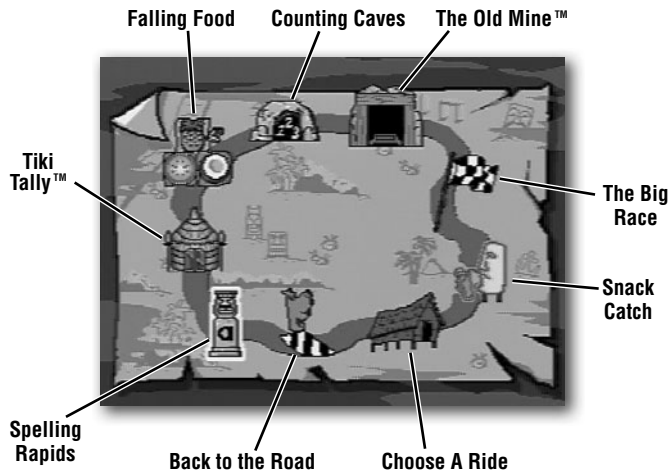 Falling Food
Counting Caves
The Old Mine™
Tiki
Tally™
The Big
Race
Snack
Catch
Spelling
Rapids
Back to the Road
Choose A Ride